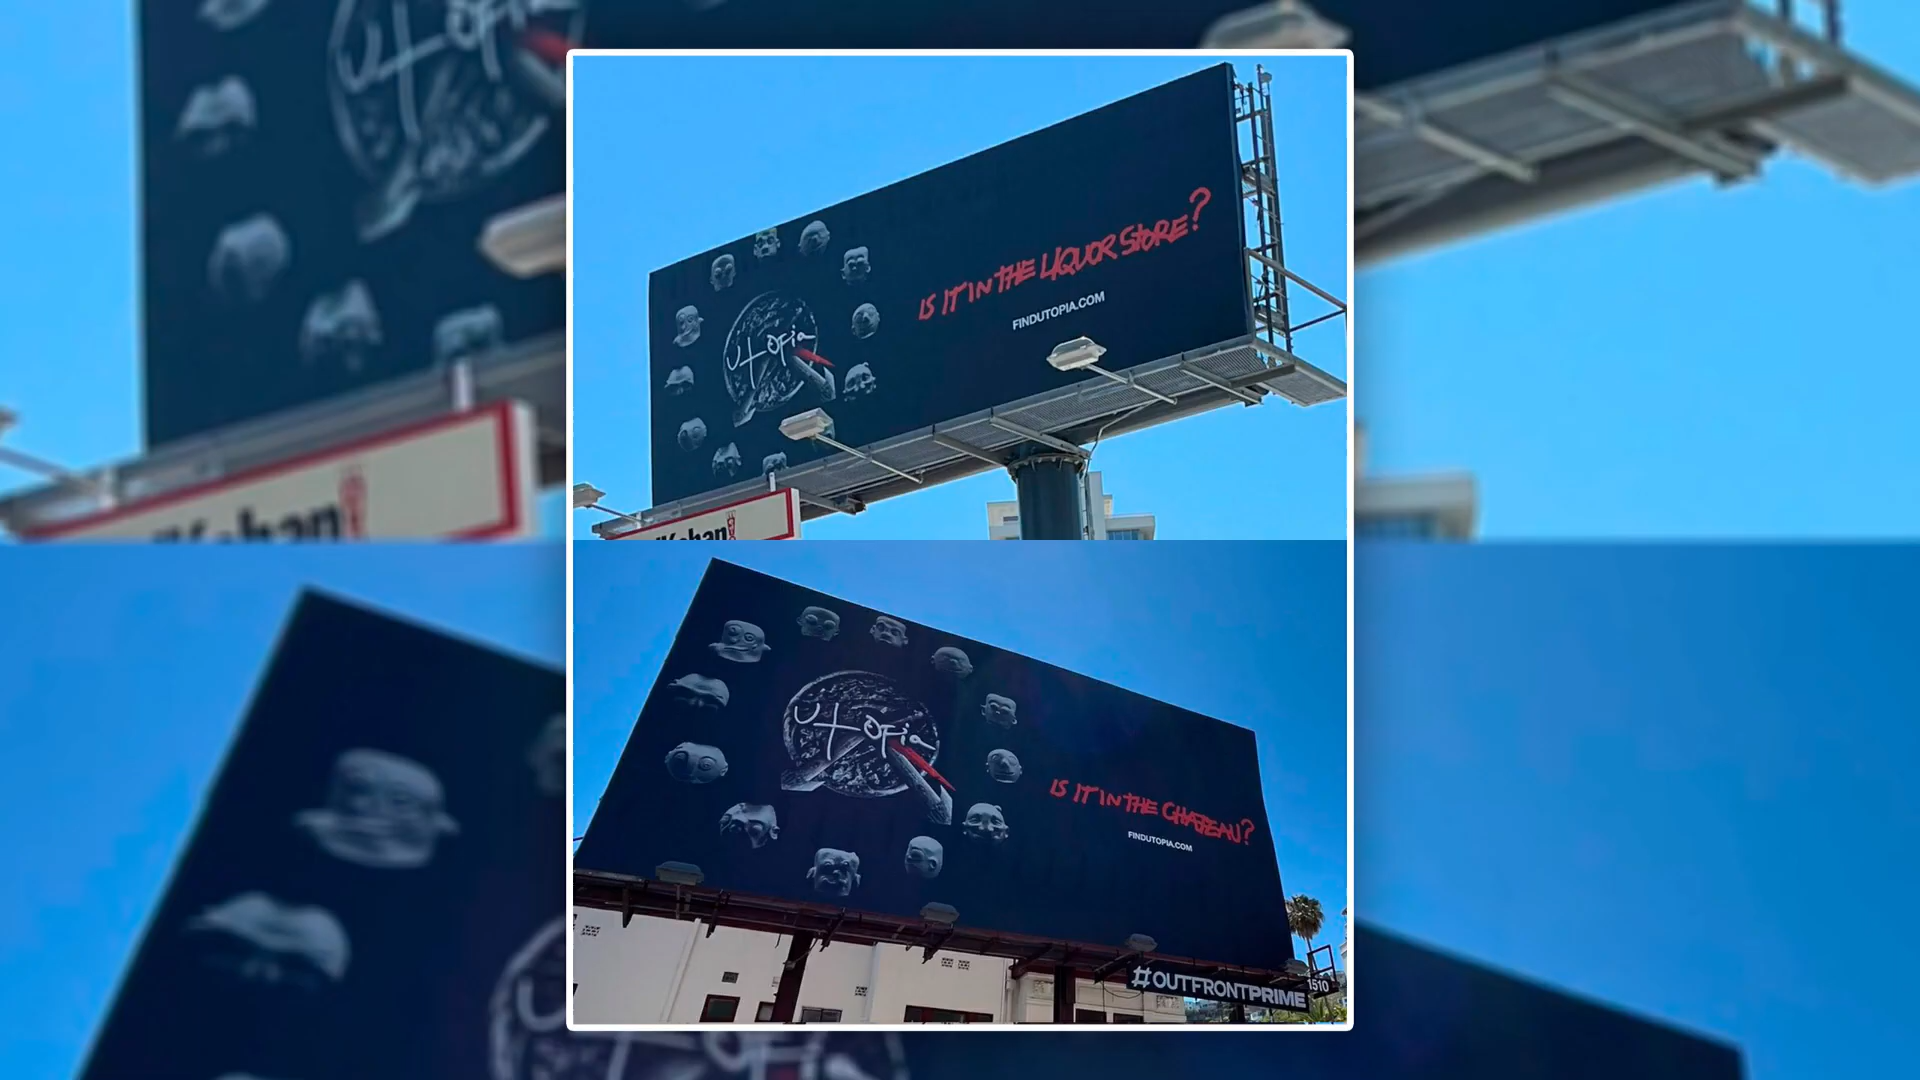 IS IT IN THE LIQUOR STORE?
FINDUTOPIA.COM
UTOPIA
Kohan
UTOPIA
IS IT IN THE CHATEAU?
FINDUTOPIA.COM
#OUTFRONTPRIME
1510